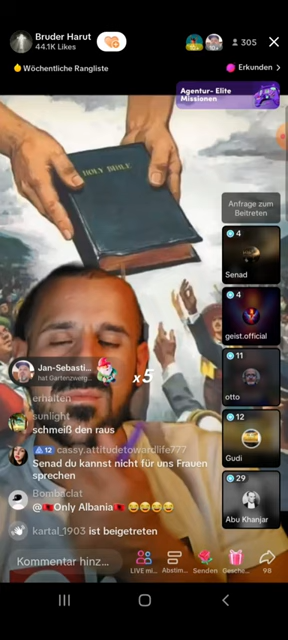 Bruder Harut
44.1K Likes
305
Wöchentliche Rangliste
Erkunden >
Agentur- Elite
Missionen
HOLY BIBLE
Anfrage zum
Beitreten
4
Senad
4
geist.official
11
otto
12
Gudi
29
Abu Khanjar
Jan-Sebasti...
hat Gartenzwerg...
x5
erhalten
sunlight
schmeiß den raus
12 cassy.attitudetowardlife777
Senad du kannst nicht für uns Frauen
sprechen
Bombaclat
@🇦🇱Only Albania🇦🇱😂😂😂😂
kartal_1903 ist beigetreten
Kommentar hinz...
LIVE mi...
Abstim...
Senden
Gesche...
98